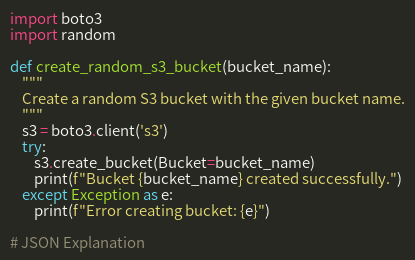 import boto3
import random
def create_random_s3_bucket(bucket_name):
"""
Create a random S3 bucket with the given bucket name.
"""
s3 = boto3.client('s3')
try:
s3.create_bucket(Bucket=bucket_name)
print(f"Bucket {bucket_name} created successfully.")
except Exception as e:
print(f"Error creating bucket: {e}")
# JSON Explanation